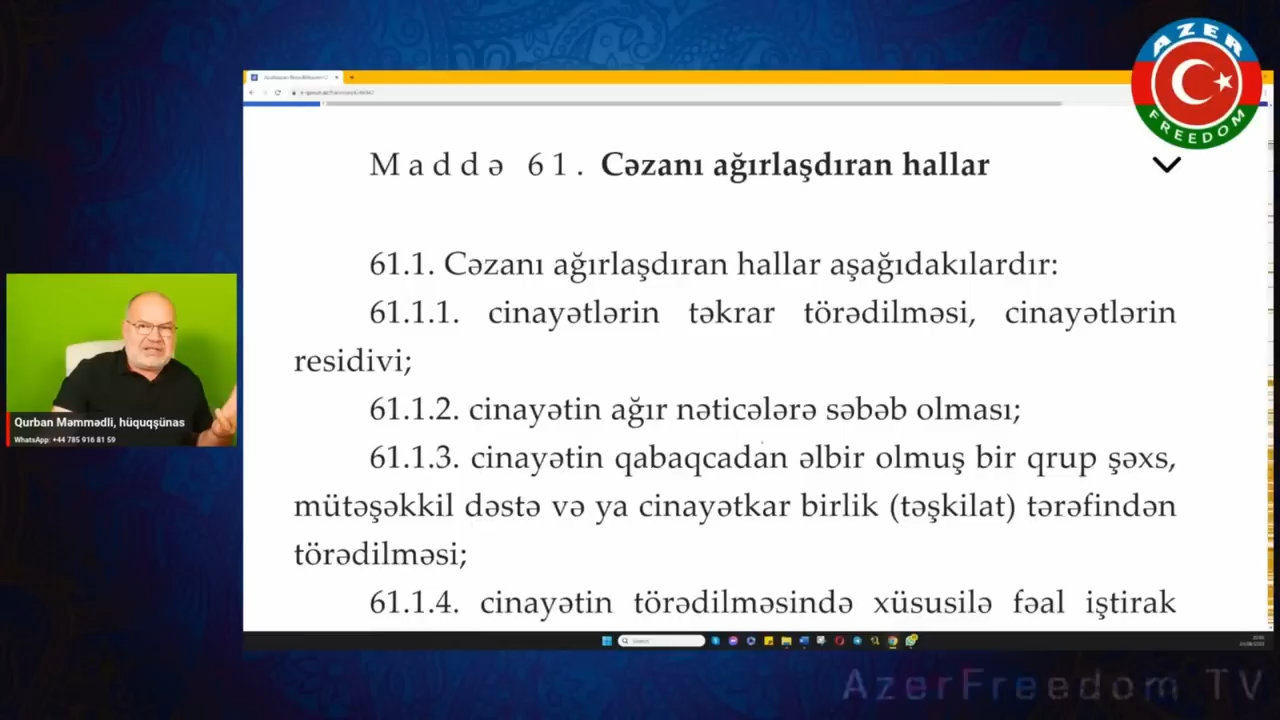 AZER
FREEDOM
Maddə 61. Cəzanı ağırlaşdıran hallar
61.1. Cəzanı ağırlaşdıran hallar aşağıdakılardır:
61.1.1. cinayətlərin təkrar törədilməsi, cinayətlərin
residivi;
61.1.2. cinayətin ağır nəticələrə səbəb olması;
61.1.3. cinayətin qabaqcadan əlbir olmuş bir qrup şəxs,
mütəşəkkil dəstə və ya cinayətkar birlik (təşkilat) tərəfindən
törədilməsi;
61.1.4. cinayətin törədilməsində xüsusilə fəal iştirak
Qurban Məmmədli, hüquqşünas
WhatsApp: +44 785 916 81 59
Search
AzerFreedom TV